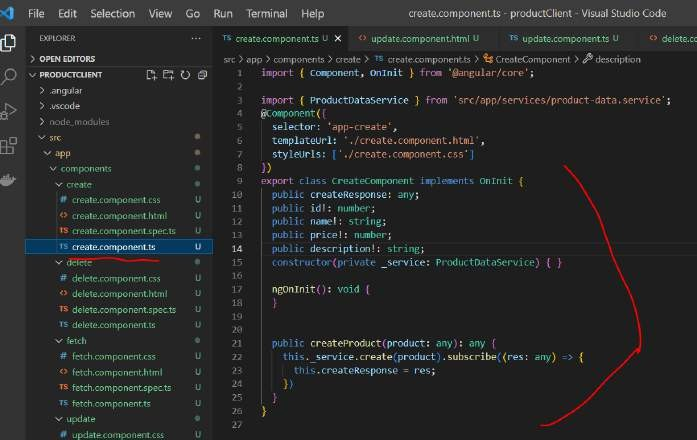 File Edit Selection View Go Run Terminal Help
create.component.ts - productClient - Visual Studio Code
EXPLORER
OPEN EDITORS
PRODUCTCLIENT
.angular
.vscode
node_modules
src
app
components
create
create.component.css U
create.component.html U
create.component.spec.ts U
TS create.component.ts U
delete
delete.component.css U
delete.component.html U
TS delete.component.spec.ts U
TS delete.component.ts U
fetch
fetch.component.css U
fetch.component.html U
TS fetch.component.spec.ts U
TS fetch.component.ts U
update
update.component.css U
TS create.component.ts U
update.component.html U
TS update.component.ts U
delete.co
src > app > components > create > TS create.component.ts > CreateComponent > description
1 import { Component, OnInit } from '@angular/core';
2
3 import { ProductDataService } from 'src/app/services/product-data.service';
4 @Component({
5 selector: 'app-create',
6 templateUrl: './create.component.html',
7 styleUrls: ['./create.component.css']
8 })
9 export class CreateComponent implements OnInit {
10 public createResponse: any;
11 public id!: number;
12 public name!: string;
13 public price!: number;
14 public description!: string;
15 constructor(private _service: ProductDataService) { }
16
17 ngOnInit(): void {
18 }
19
20
21 public createProduct(product: any): any {
22 this._service.create(product).subscribe((res: any) => {
23 this.createResponse = res;
24 })
25 }
26 }
27